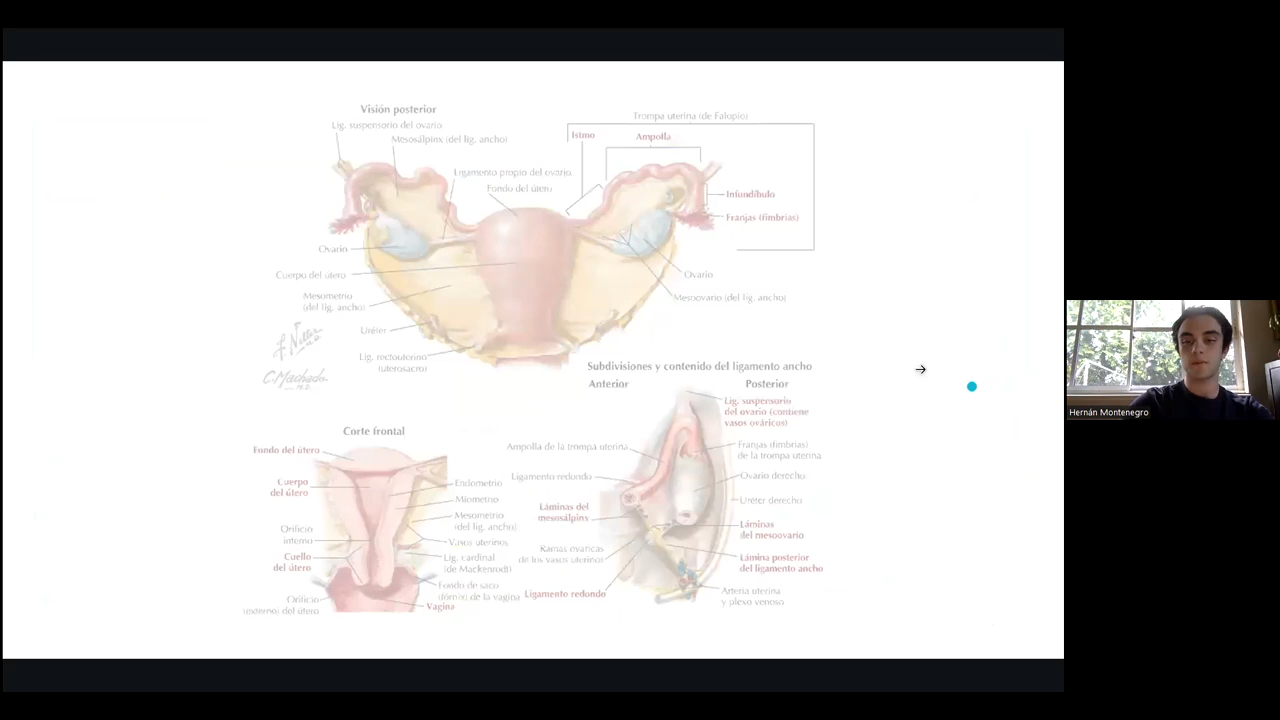 Visión posterior
Lig. suspensorio del ovario
Mesosálpinx (del lig. ancho)
Ligamento propio del ovario
Fondo del útero
Trompa uterina (de Falopio)
Istmo
Ampolla
Infundíbulo
Franjas (fimbrias)
Ovario
Cuerpo del útero
Mesometrio
(del lig. ancho)
Uréter
Lig. rectouterino
(uterosacro)
Ovario
Mesoovario (del lig. ancho)
F. Netter
M.D.
C. Machado
M.D.
Subdivisiones y contenido del ligamento ancho
Anterior
Posterior
Lig. suspensorio
del ovario (contiene
vasos ováricos)
Ampolla de la trompa uterina
Franjas (fimbrias)
de la trompa uterina
Ligamento redondo
Ovario derecho
Láminas del
mesosálpins
Uréter derecho
Láminas
del mesoovario
Ramas ováricas
de los vasos uterinos
Lámina posterior
del ligamento ancho
Ligamento redondo
Arteria uterina
y plexo venoso
Corte frontal
Fondo del útero
Cuerpo
del útero
Endometrio
Miometrio
Mesometrio
(del lig. ancho)
Orificio
interno
Vasos uterinos
Cuello
del útero
Lig. cardinal
(de Mackenrodt)
Fondo de saco
(fórnix) de la vagina
Orificio
(externo) del útero
Vagina
Hernán Montenegro